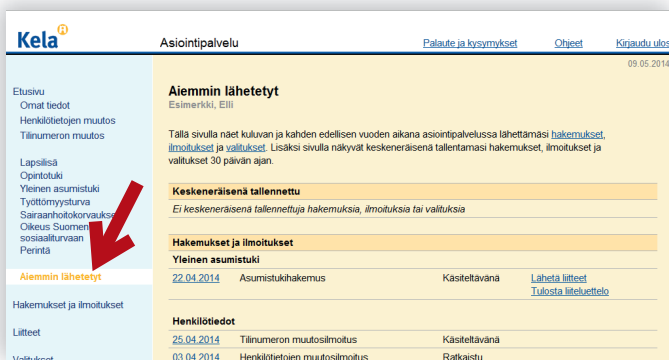 Kela
Asiointipalvelu
Palaute ja kysymykset
Ohjeet
Kirjaudu ulos
09.05.2014
Etusivu
Omat tiedot
Henkilötietojen muutos
Tilinumeron muutos
Lapsilisä
Opintotuki
Yleinen asumistuki
Työttömyysturva
Sairaanhoitokorvaukse
Oikeus Suomen
sosiaaliturvaan
Perintä
Aiemmin lähetetyt
Hakemukset ja ilmoitukset
Liitteet
Valitukset
Aiemmin lähetetyt
Esimerkki, Elli
Tällä sivulla näet kuluvan ja kahden edellisen vuoden aikana asiointipalvelussa lähettämäsi hakemukset,
ilmoitukset ja valitukset. Lisäksi sivulla näkyvät keskeneräisenä tallentamasi hakemukset, ilmoitukset ja
valitukset 30 päivän ajan.
Keskeneräisenä tallennettu
Ei keskeneräisenä tallennettuja hakemuksia, ilmoituksia tai valituksia
Hakemukset ja ilmoitukset
Yleinen asumistuki
22.04.2014 Asumistukihakemus Käsiteltävänä Lähetä liitteet
Tulosta liiteluettelo
Henkilötiedot
25.04.2014 Tilinumeron muutosilmoitus Käsiteltävänä
03.04.2014 Henkilötietojen muutosilmoitus Ratkaistu